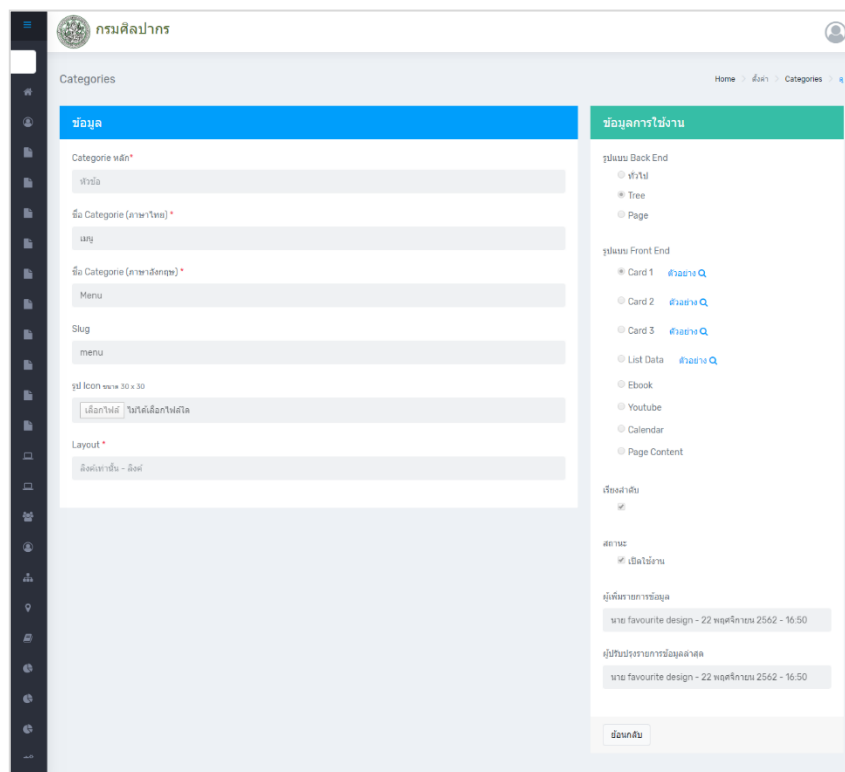 กรมศิลปากร
Categories
Home > ตั้งค่า > Categories >
ข้อมูล
Categorie หลัก*
หัวข้อ
ชื่อ Categorie (ภาษาไทย) *
เมนู
ชื่อ Categorie (ภาษาอังกฤษ) *
Menu
Slug
menu
รูป Icon ขนาด 30 x 30
เลือกไฟล์ ไม่ได้เลือกไฟล์ใด
Layout *
ลิงค์เท่านั้น - ลิงค์
ข้อมูลการใช้งาน
รูปแบบ Back End
ทั่วไป
Tree
Page
รูปแบบ Front End
Card 1 ตัวอย่าง
Card 2 ตัวอย่าง
Card 3 ตัวอย่าง
List Data ตัวอย่าง
Ebook
Youtube
Calendar
Page Content
เรียงลำดับ
สถานะ
เปิดใช้งาน
ผู้เพิ่มรายการข้อมูล
นาย favourite design - 22 พฤศจิกายน 2562 - 16:50
ผู้ปรับปรุงรายการข้อมูลล่าสุด
นาย favourite design - 22 พฤศจิกายน 2562 - 16:50
ย้อนกลับ